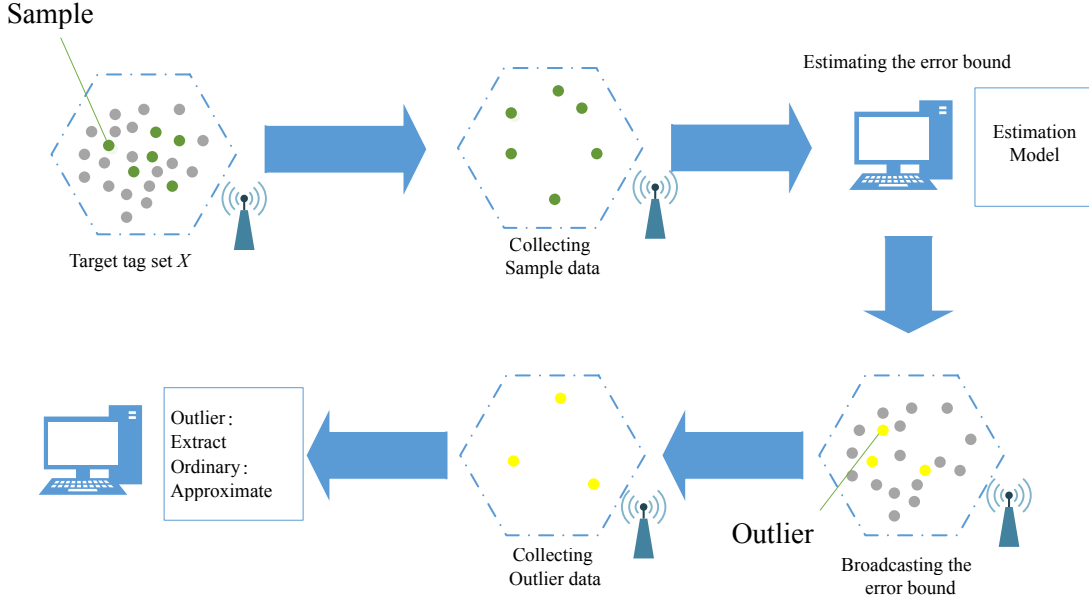 Sample
Target tag set X
Collecting
Sample data
Estimating the error bound
Estimation
Model
Outlier:
Extract
Ordinary:
Approximate
Collecting
Outlier data
Outlier
Broadcasting the
error bound